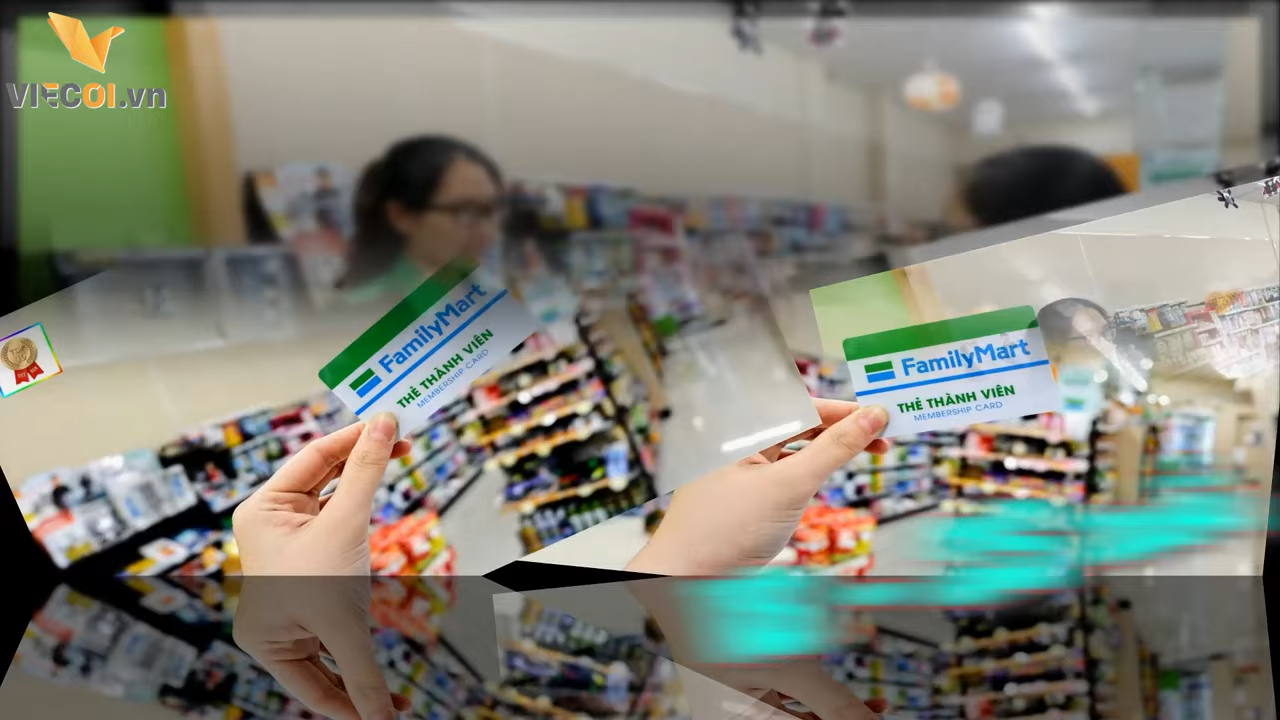 VIECOI.vn
FamilyMart
THẺ THÀNH VIÊN
MEMBERSHIP CARD
FamilyMart
THẺ THÀNH VIÊN
MEMBERSHIP CARD